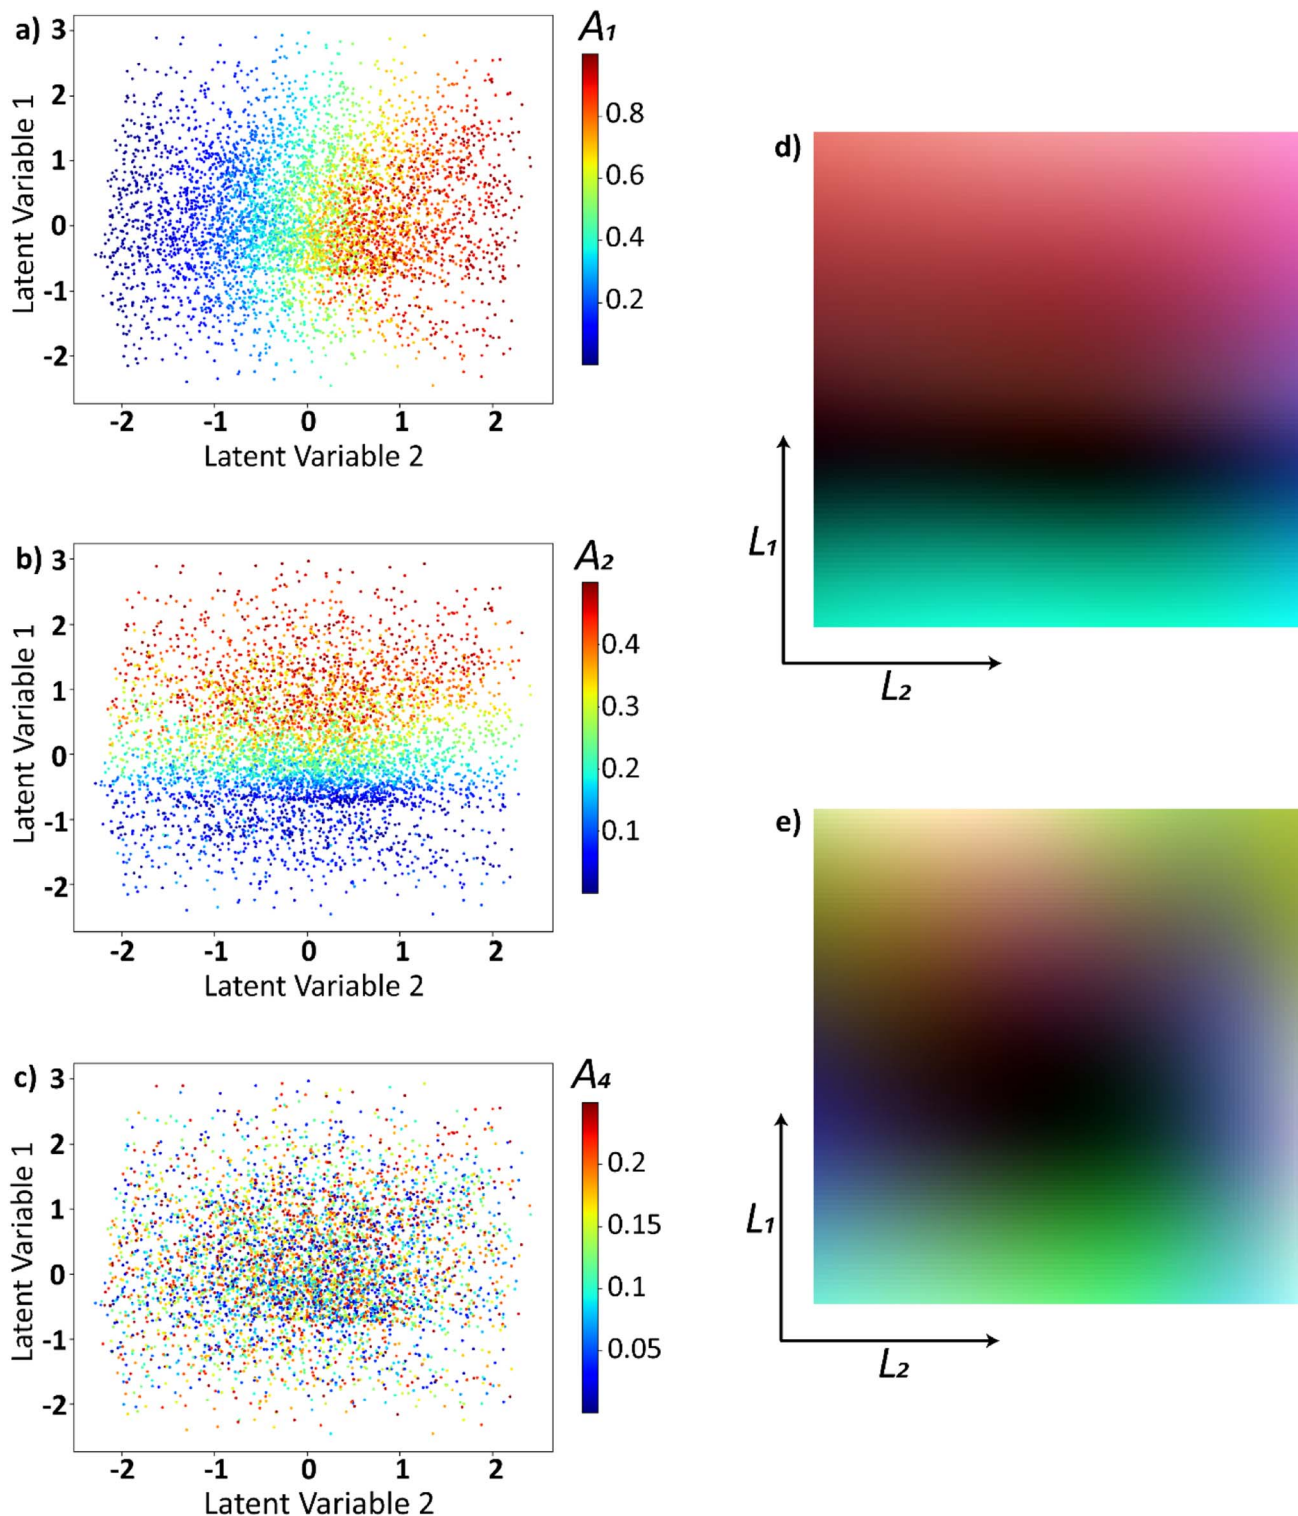 a)
A1
3
2
1
0
-1
-2
Latent Variable 1
-2 -1 0 1 2
Latent Variable 2
0.8
0.6
0.4
0.2
b)
A2
3
2
1
0
-1
-2
Latent Variable 1
-2 -1 0 1 2
Latent Variable 2
0.4
0.3
0.2
0.1
c)
A4
3
2
1
0
-1
-2
Latent Variable 1
-2 -1 0 1 2
Latent Variable 2
0.2
0.15
0.1
0.05
d)
L1
L2
e)
L1
L2